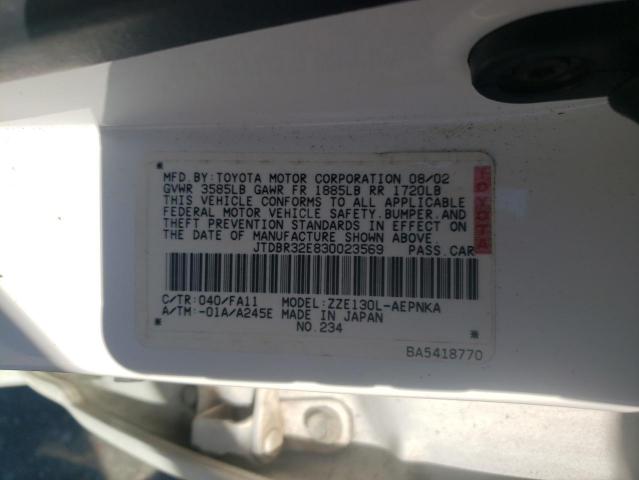 MFD. BY: TOYOTA MOTOR CORPORATION 08/02
GVWR 3585LB GAWR FR 1885LB RR 1720LB
THIS VEHICLE CONFORMS TO ALL APPLICABLE
FEDERAL MOTOR VEHICLE SAFETY, BUMPER, AND
THEFT PREVENTION STANDARDS IN EFFECT ON
THE DATE OF MANUFACTURE SHOWN ABOVE.
JTDBR32E830023569 PASS. CAR
TOYOTA
C/TR: 040/FA11 MODEL: ZZE130L-AEPNKA
A/TM: -01A/A245E MADE IN JAPAN
NO. 234
BA5418770